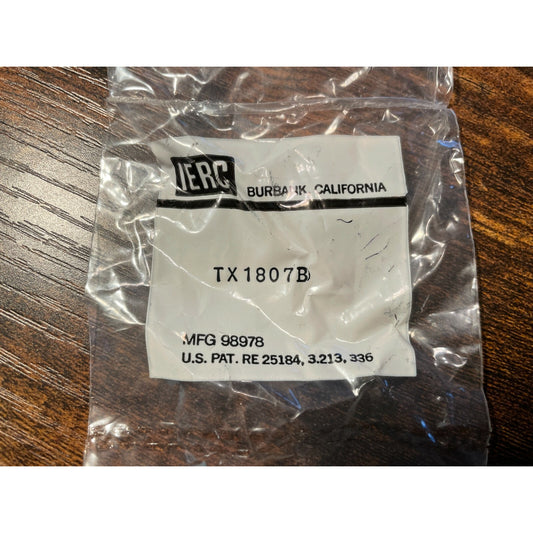 IERC
BURBANK, CALIFORNIA
TX1807B
MFG 98978
U.S. PAT. RE 25184, 3.213, 336